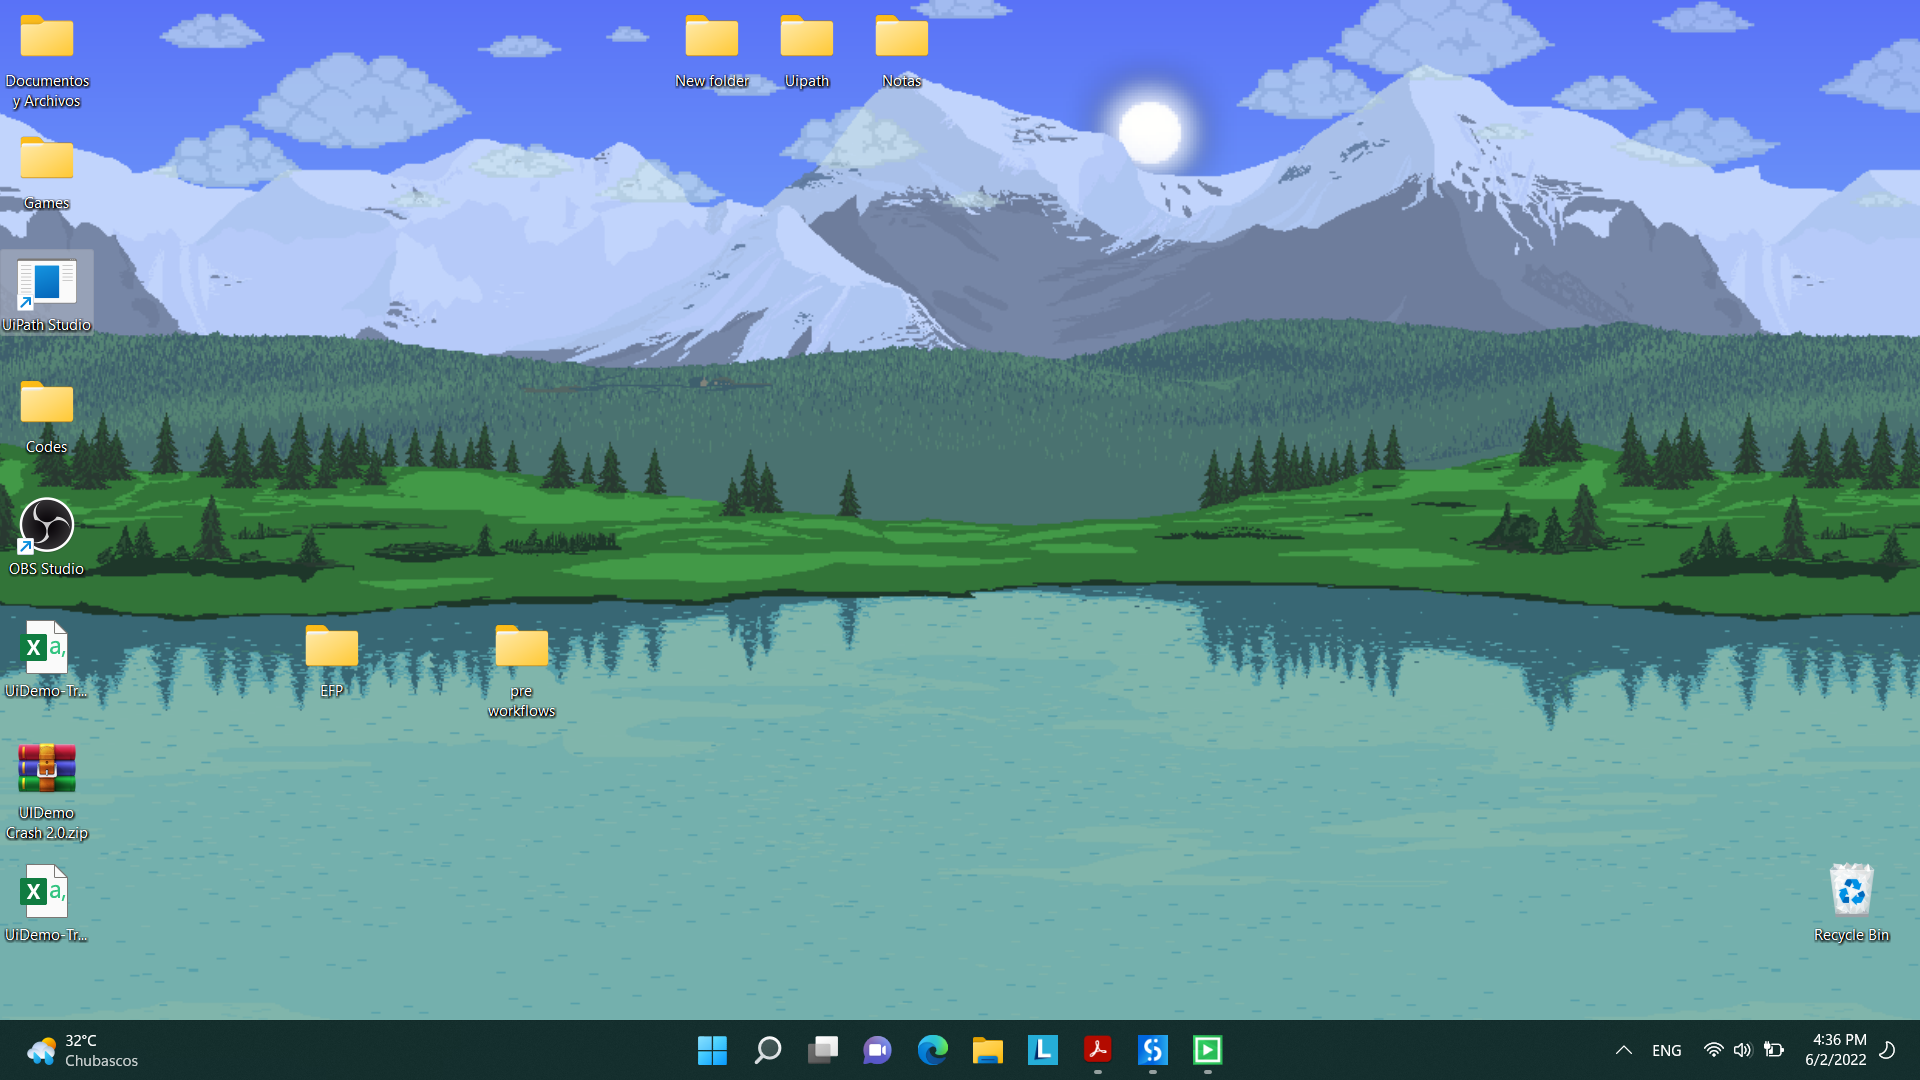 Documentos
y Archivos
New folder
Uipath
Notas
Games
UiPath Studio
Codes
OBS Studio
UiDemo-Tr...
EFP
pre
workflows
UIDemo
Crash 2.0.zip
UiDemo-Tr...
Recycle Bin
32°C
Chubascos
ENG
4:36 PM
6/2/2022